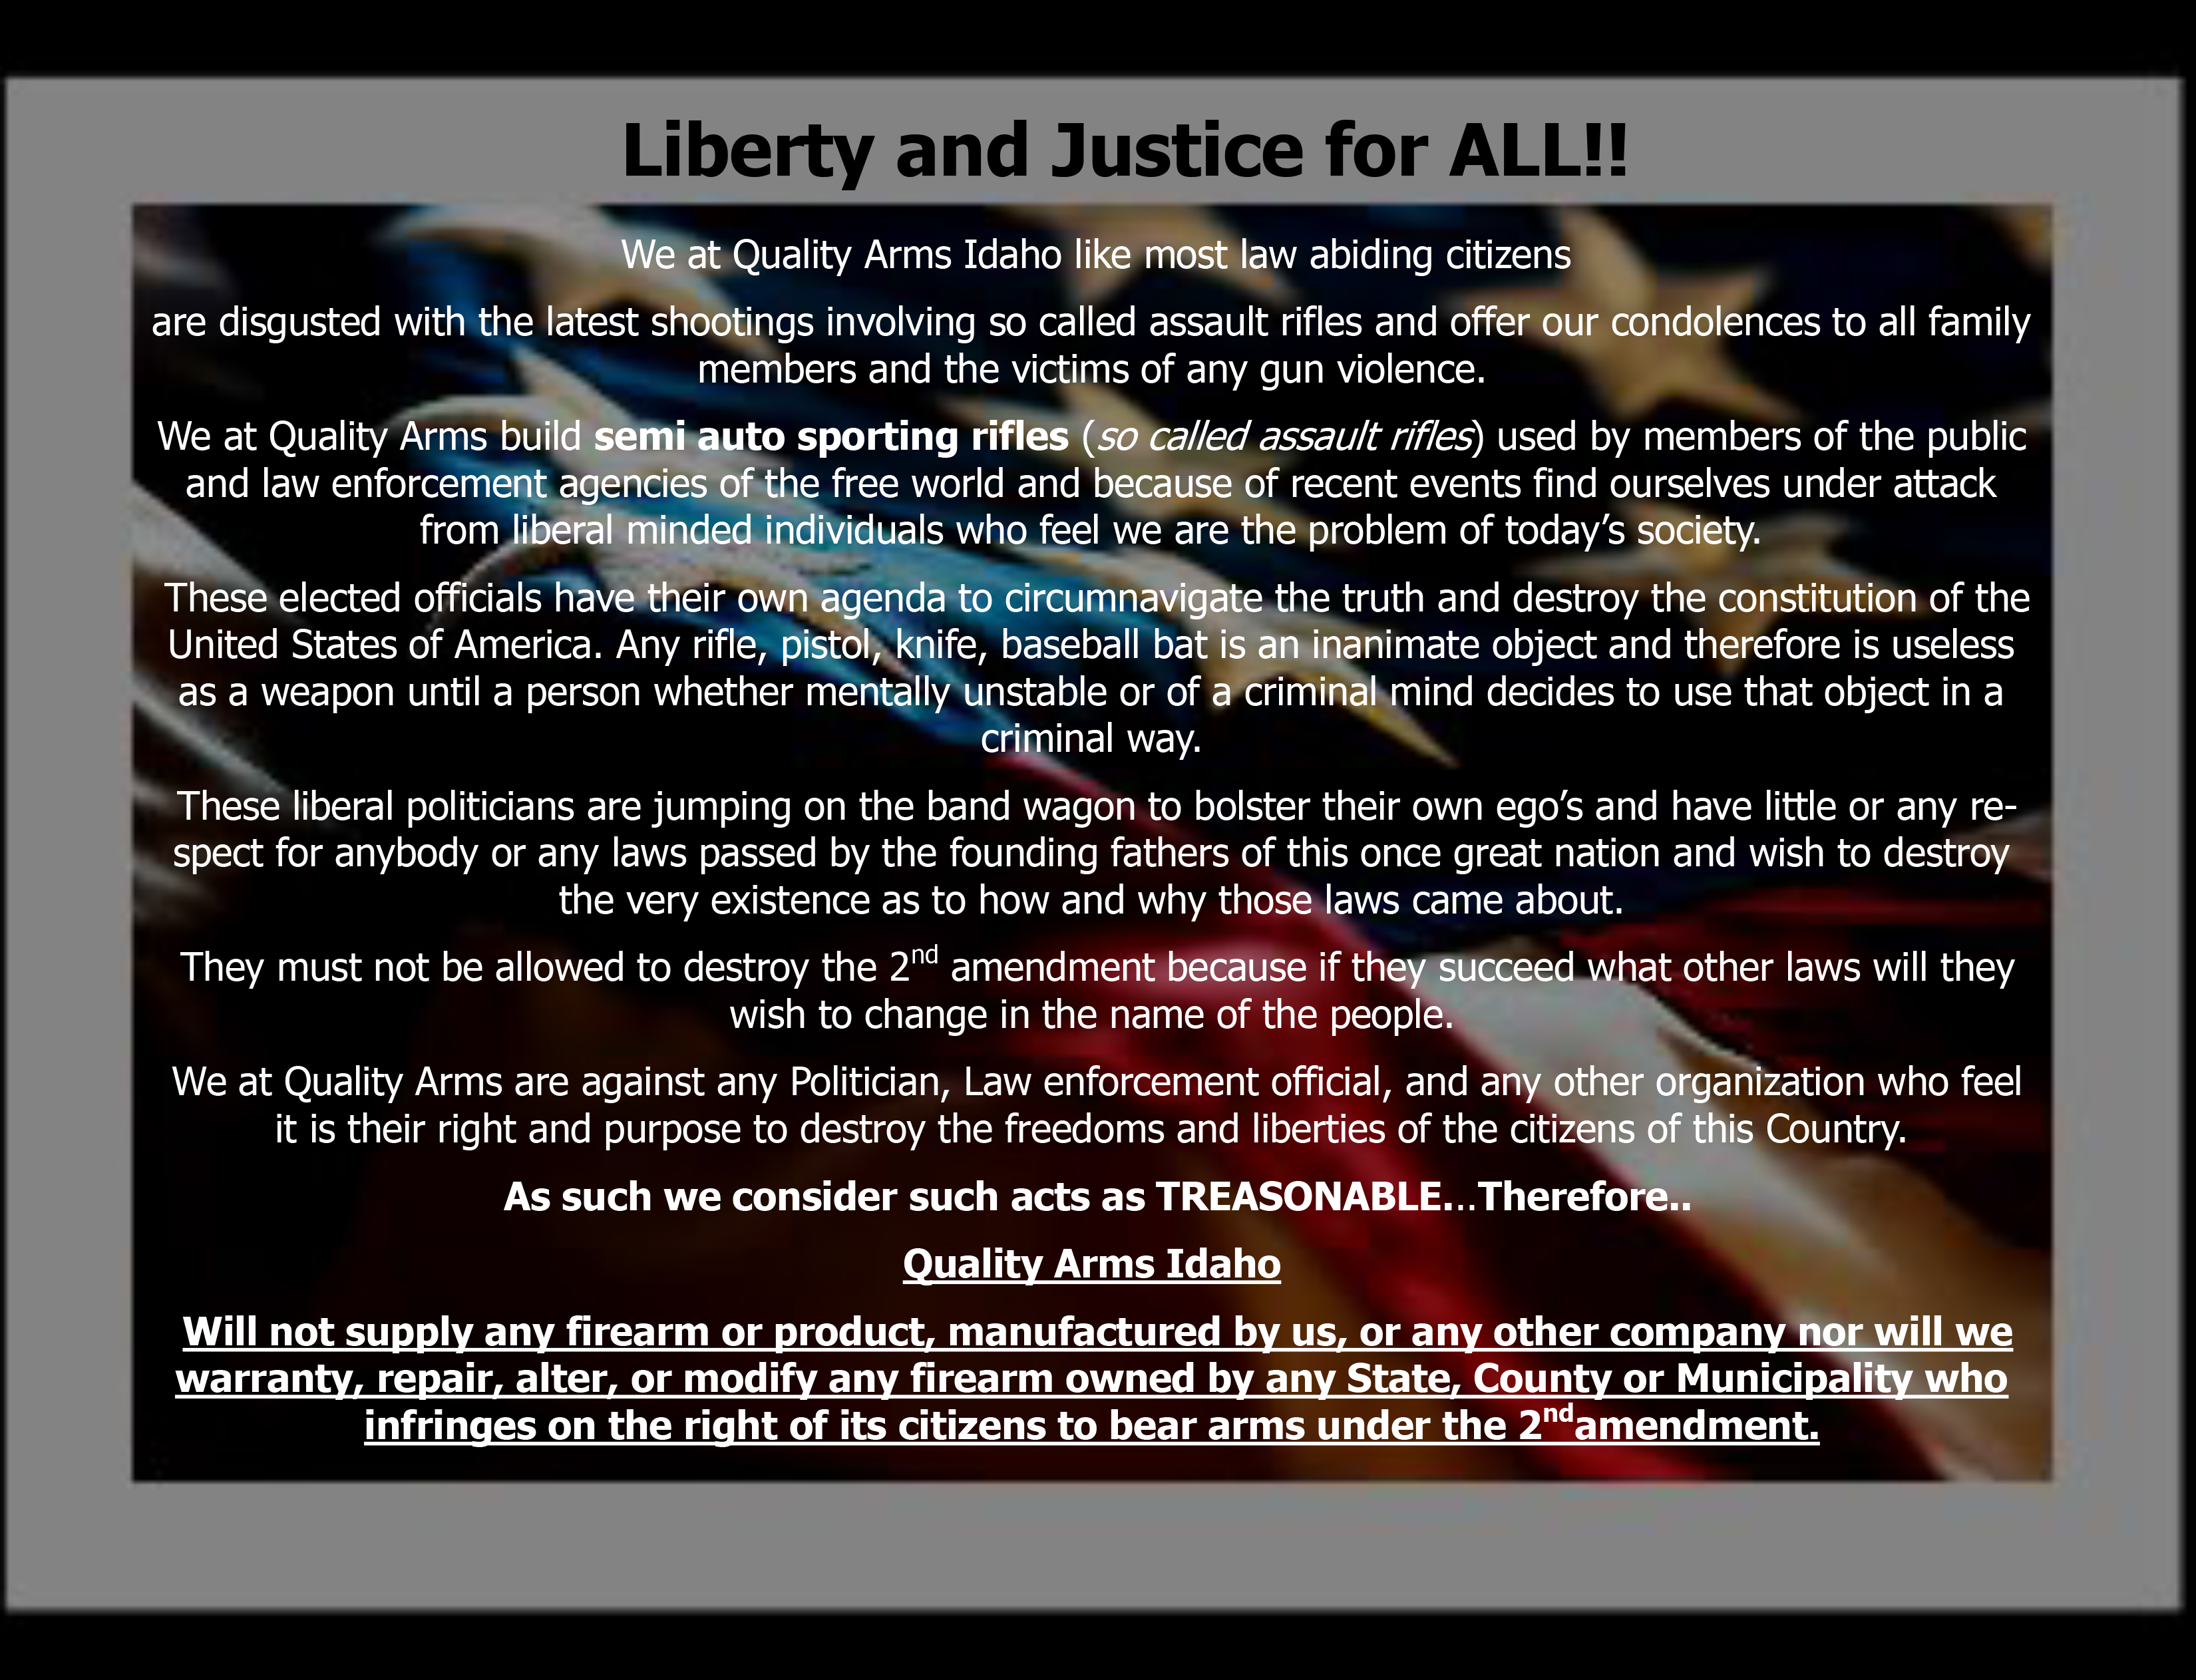 Liberty and Justice for ALL!!
We at Quality Arms Idaho like most law abiding citizens
are disgusted with the latest shootings involving so called assault rifles and offer our condolences to all family
members and the victims of any gun violence.
We at Quality Arms build semi auto sporting rifles (so called assault rifles) used by members of the public
and law enforcement agencies of the free world and because of recent events find ourselves under attack
from liberal minded individuals who feel we are the problem of today’s society.
These elected officials have their own agenda to circumnavigate the truth and destroy the constitution of the
United States of America. Any rifle, pistol, knife, baseball bat is an inanimate object and therefore is useless
as a weapon until a person whether mentally unstable or of a criminal mind decides to use that object in a
criminal way.
These liberal politicians are jumping on the band wagon to bolster their own ego’s and have little or any re-
spect for anybody or any laws passed by the founding fathers of this once great nation and wish to destroy
the very existence as to how and why those laws came about.
They must not be allowed to destroy the 2nd amendment because if they succeed what other laws will they
wish to change in the name of the people.
We at Quality Arms are against any Politician, Law enforcement official, and any other organization who feel
it is their right and purpose to destroy the freedoms and liberties of the citizens of this Country.
As such we consider such acts as TREASONABLE...Therefore..
Quality Arms Idaho
Will not supply any firearm or product, manufactured by us, or any other company nor will we
warranty, repair, alter, or modify any firearm owned by any State, County or Municipality who
infringes on the right of its citizens to bear arms under the 2ndamendment.